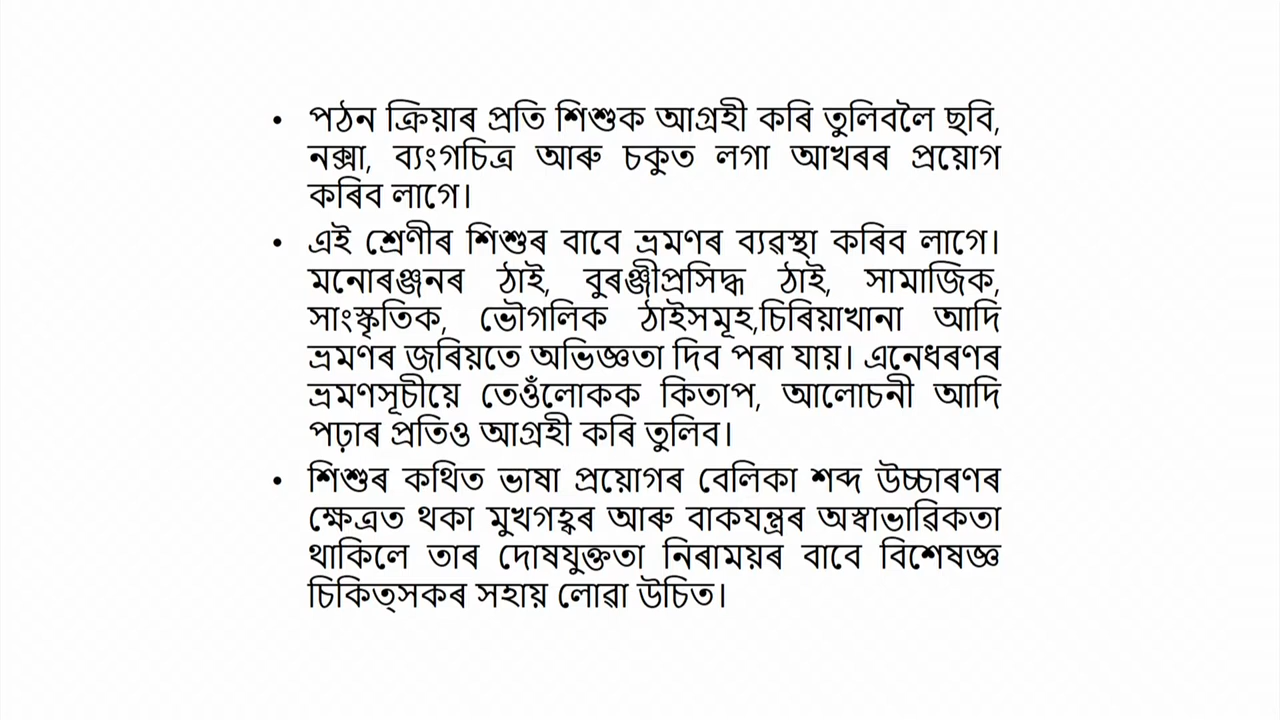 • পঠন ক্ৰিয়াৰ প্ৰতি শিশুক আগ্ৰহী কৰি তুলিবলৈ ছবি,
নক্সা, ব্যংগচিত্ৰ আৰু চকুত লগা আখৰৰ প্ৰয়োগ
কৰিব লাগে।
• এই শ্ৰেণীৰ শিশুৰ বাবে ভ্ৰমণৰ ব্যৱস্থা কৰিব লাগে।
মনোৰঞ্জনৰ ঠাই, বুৰঞ্জীপ্ৰসিদ্ধ ঠাই, সামাজিক,
সাংস্কৃতিক, ভৌগলিক ঠাইসমূহ,চিৰিয়াখানা আদি
ভ্ৰমণৰ জৰিয়তে অভিজ্ঞতা দিব পৰা যায়। এনেধৰণৰ
ভ্ৰমণসূচীয়ে তেওঁলোকক কিতাপ, আলোচনী আদি
পঢ়াৰ প্ৰতিও আগ্ৰহী কৰি তুলিব।
• শিশুৰ কথিত ভাষা প্ৰয়োগৰ বেলিকা শব্দ উচ্চাৰণৰ
ক্ষেত্ৰত থকা মুখগহ্বৰ আৰু বাকযন্ত্ৰৰ অস্বাভাৱিকতা
থাকিলে তাৰ দোষযুক্ততা নিৰাময়ৰ বাবে বিশেষজ্ঞ
চিকিত্সকৰ সহায় লোৱা উচিত।